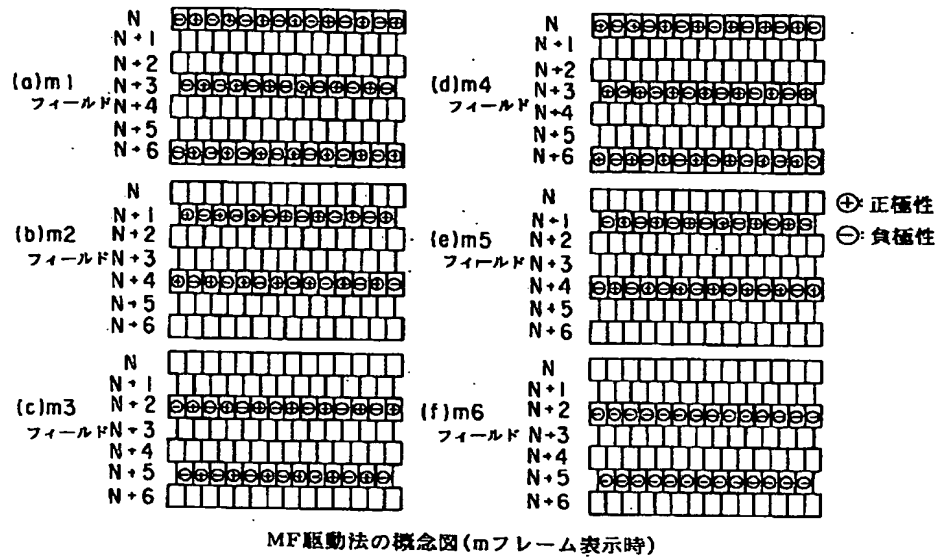 (a)m1
フィールド
N
N+1
N+2
N+3
N+4
N+5
N+6
(b)m2
フィールド
N
N+1
N+2
N+3
N+4
N+5
N+6
(c)m3
フィールド
N
N+1
N+2
N+3
N+4
N+5
N+6
(d)m4
フィールド
N
N+1
N+2
N+3
N+4
N+5
N+6
(e)m5
フィールド
N
N+1
N+2
N+3
N+4
N+5
N+6
(f)m6
フィールド
N
N+1
N+2
N+3
N+4
N+5
N+6
⊕: 正極性
⊖: 負極性
MF駆動法の概念図(mフレーム表示時)